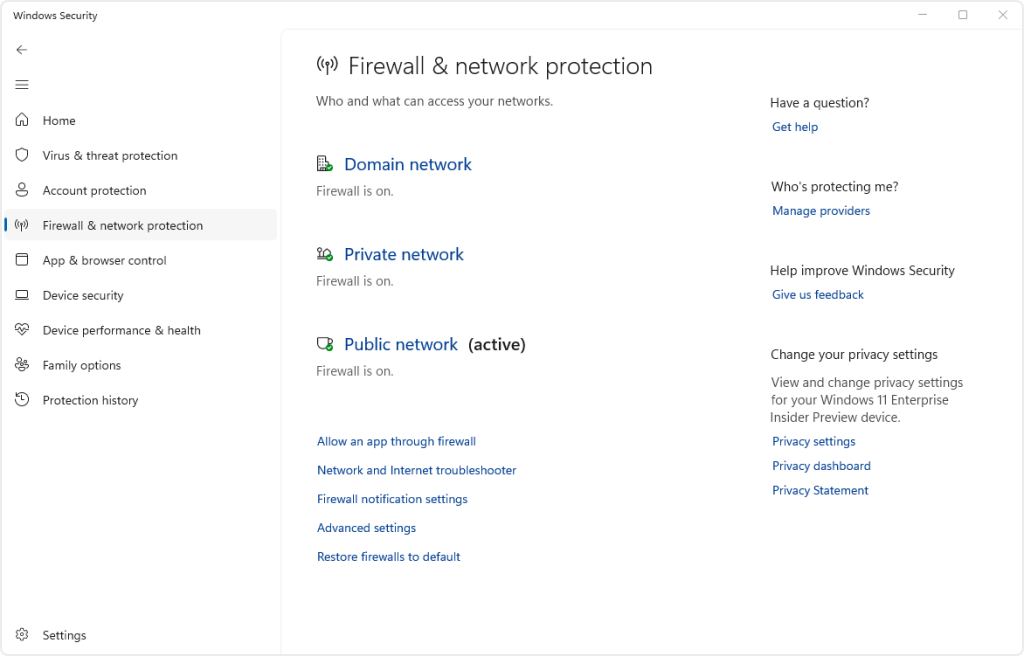 Windows Security
Home
Virus & threat protection
Account protection
Firewall & network protection
App & browser control
Device security
Device performance & health
Family options
Protection history
Settings
Firewall & network protection
Who and what can access your networks.
Domain network
Firewall is on.
Private network
Firewall is on.
Public network (active)
Firewall is on.
Allow an app through firewall
Network and Internet troubleshooter
Firewall notification settings
Advanced settings
Restore firewalls to default
Have a question?
Get help
Who's protecting me?
Manage providers
Help improve Windows Security
Give us feedback
Change your privacy settings
View and change privacy settings
for your Windows 11 Enterprise
Insider Preview device.
Privacy settings
Privacy dashboard
Privacy Statement